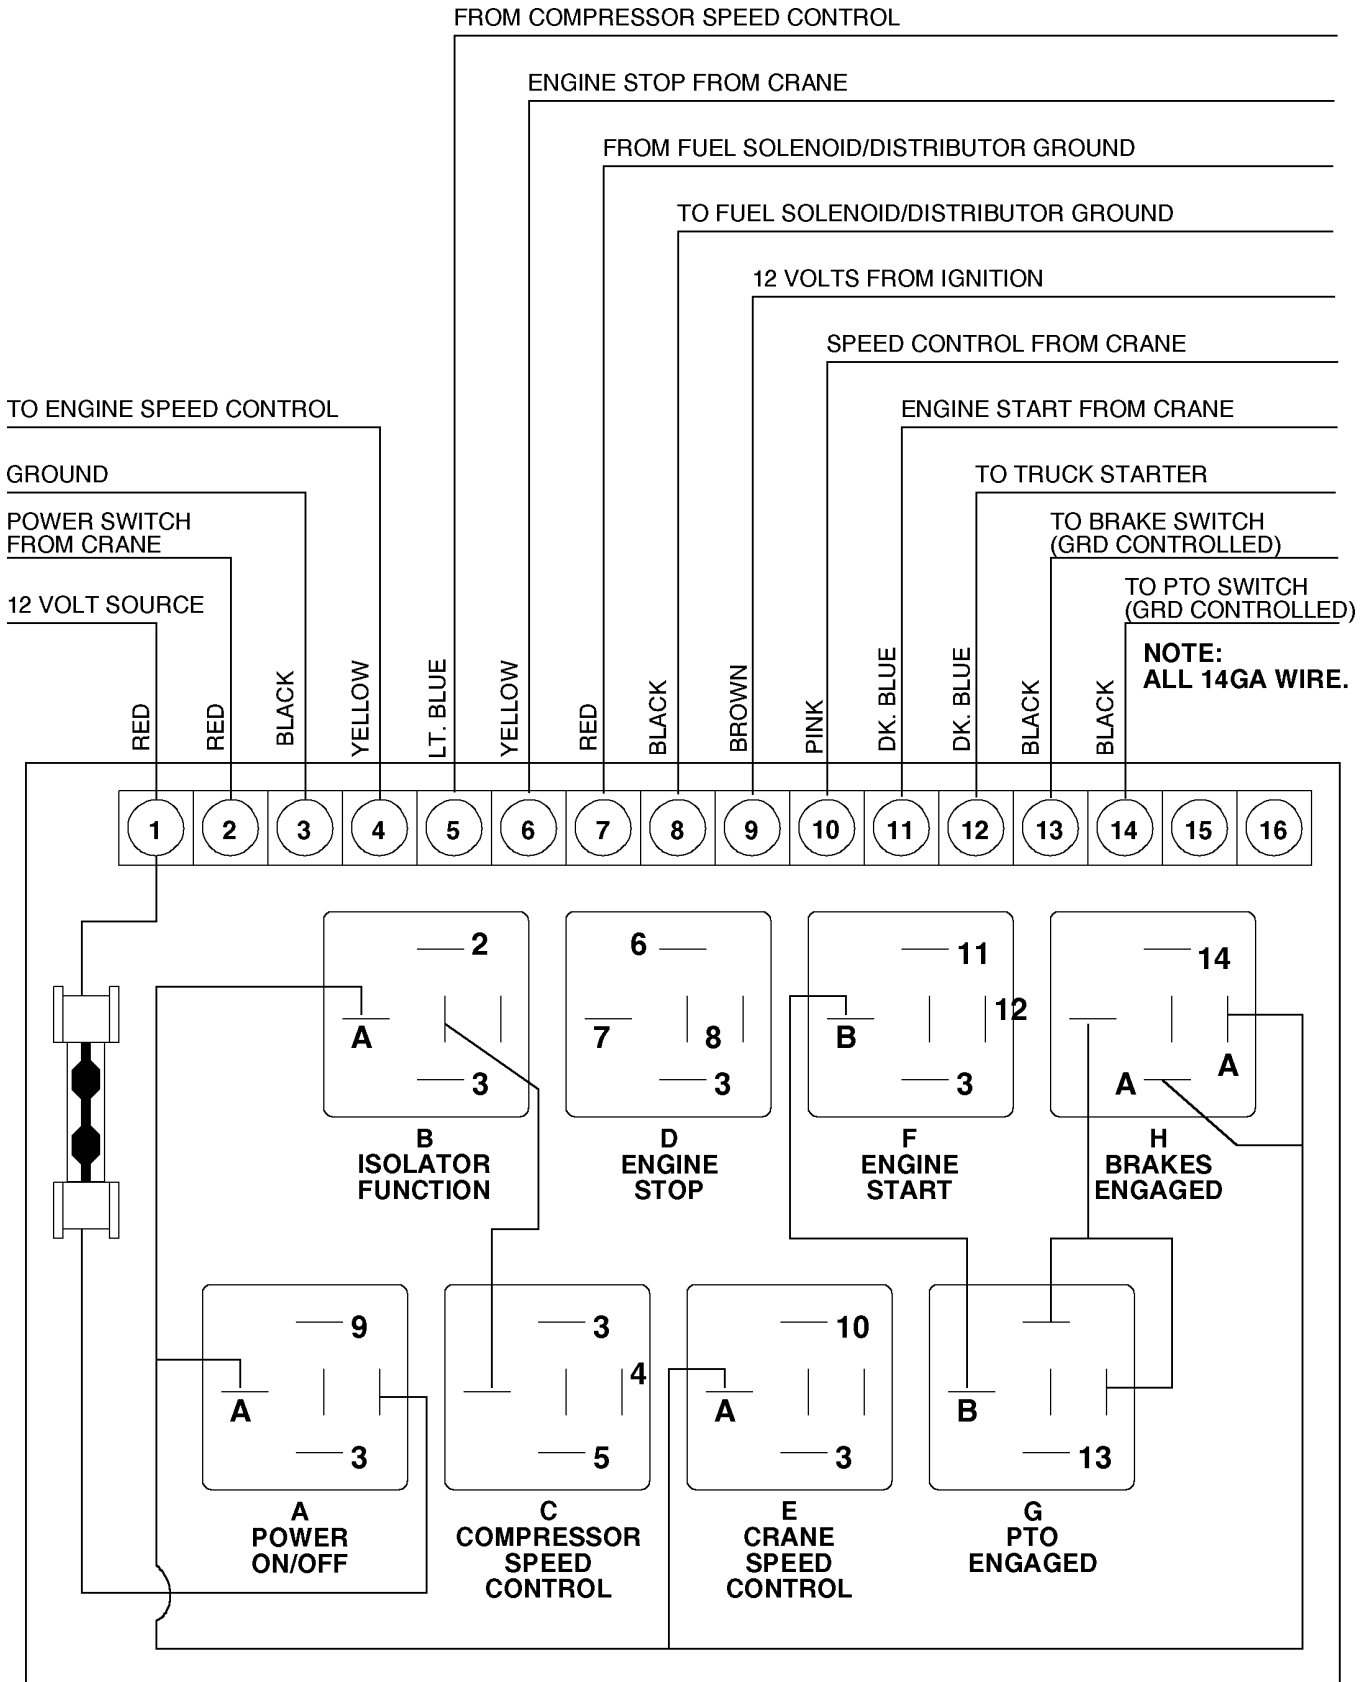 FROM COMPRESSOR SPEED CONTROL
ENGINE STOP FROM CRANE
FROM FUEL SOLENOID/DISTRIBUTOR GROUND
TO FUEL SOLENOID/DISTRIBUTOR GROUND
12 VOLTS FROM IGNITION
SPEED CONTROL FROM CRANE
TO ENGINE SPEED CONTROL
ENGINE START FROM CRANE
GROUND
TO TRUCK STARTER
POWER SWITCH
FROM CRANE
TO BRAKE SWITCH
(GRD CONTROLLED)
12 VOLT SOURCE
TO PTO SWITCH
(GRD CONTROLLED)
NOTE:
ALL 14GA WIRE.
RED
RED
BLACK
YELLOW
LT. BLUE
YELLOW
RED
BLACK
BROWN
PINK
DK. BLUE
DK. BLUE
BLACK
BLACK
1 2 3 4 5 6 7 8 9 10 11 12 13 14 15 16
2
A
3
B
ISOLATOR
FUNCTION
6
7
8
3
D
ENGINE
STOP
11
12
B
3
F
ENGINE
START
14
A
A
H
BRAKES
ENGAGED
9
A
3
A
POWER
ON/OFF
3
4
5
C
COMPRESSOR
SPEED
CONTROL
10
A
3
E
CRANE
SPEED
CONTROL
B
13
G
PTO
ENGAGED